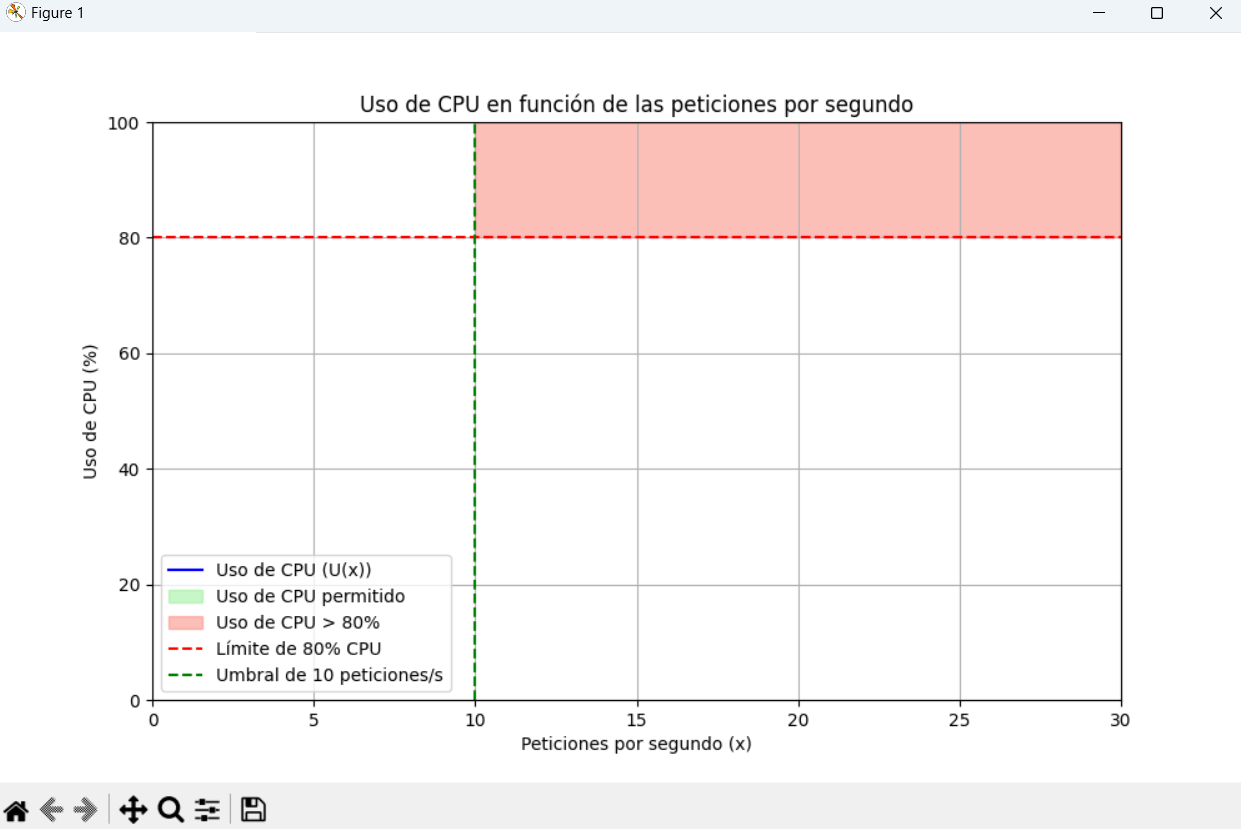 Figure 1
Uso de CPU en función de las peticiones por segundo
100
80
60
40
20
0
Uso de CPU (%)
Uso de CPU (U(x))
Uso de CPU permitido
Uso de CPU > 80%
Límite de 80% CPU
Umbral de 10 peticiones/s
0 5 10 15 20 25 30
Peticiones por segundo (x)